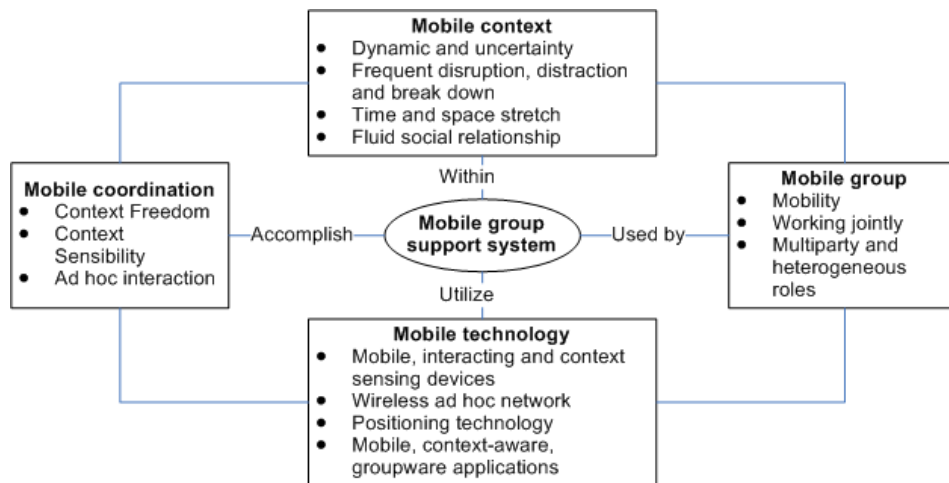 Mobile context
● Dynamic and uncertainty
● Frequent disruption, distraction
and break down
● Time and space stretch
● Fluid social relationship
Within
Mobile coordination
● Context Freedom
● Context
Sensibility
● Ad hoc interaction
Accomplish
Mobile group
support system
Used by
Mobile group
● Mobility
● Working jointly
● Multiparty and
heterogeneous
roles
Utilize
Mobile technology
● Mobile, interacting and context
sensing devices
● Wireless ad hoc network
● Positioning technology
● Mobile, context-aware,
groupware applications